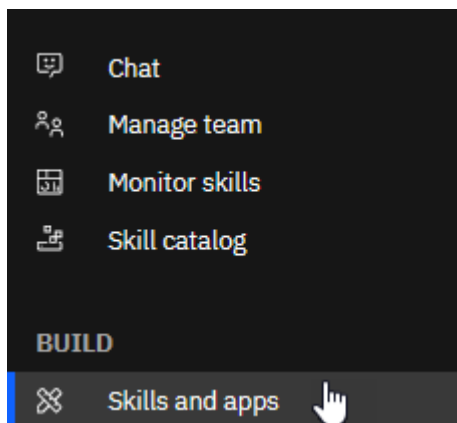 Chat
Manage team
Monitor skills
Skill catalog
BUILD
Skills and apps